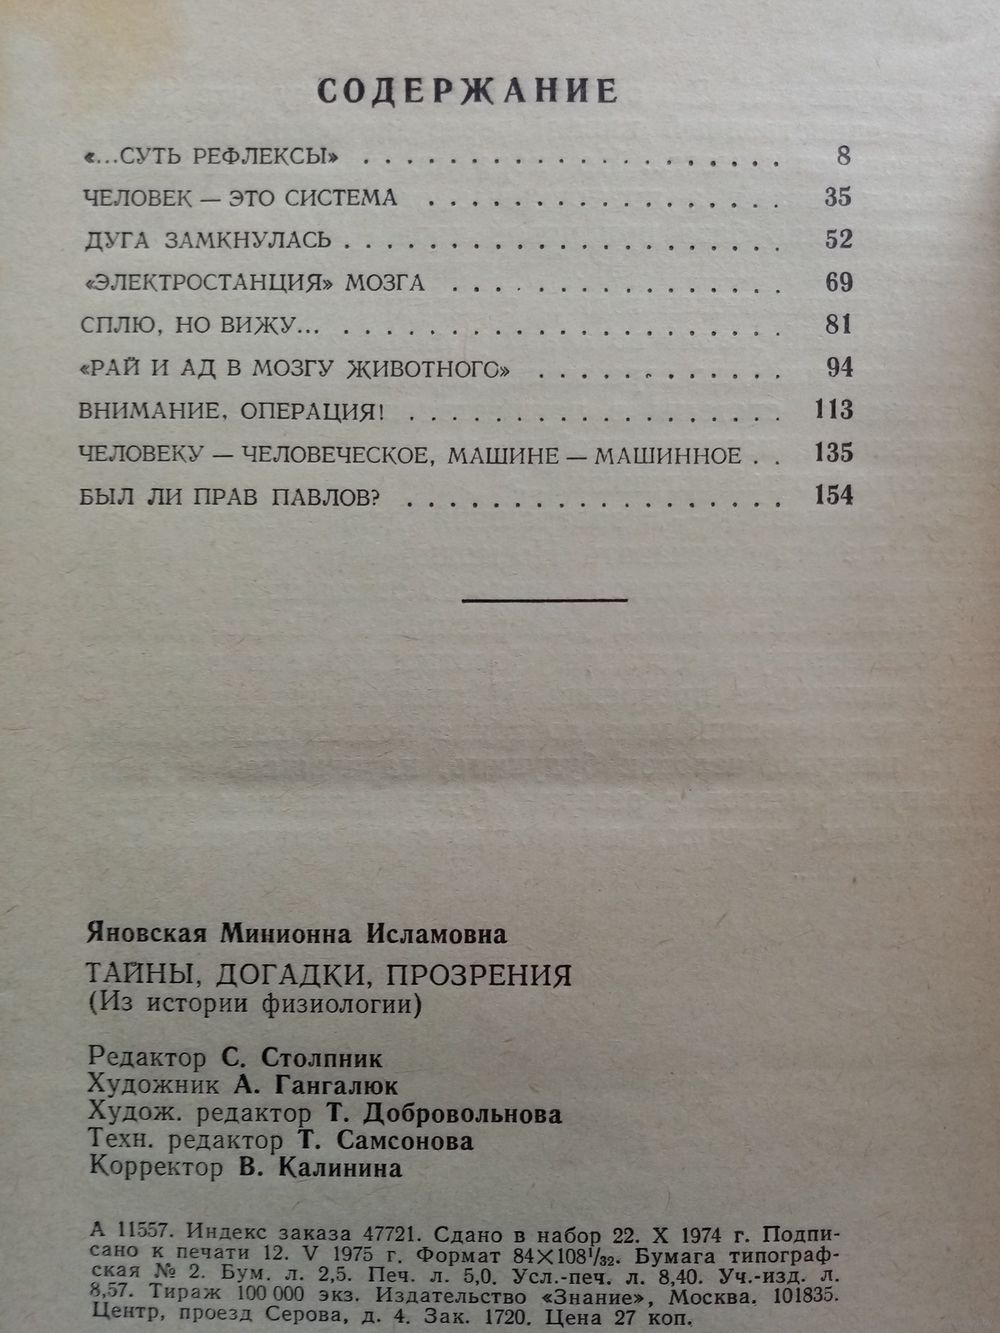 СОДЕРЖАНИЕ
«...СУТЬ РЕФЛЕКСЫ» . . . . . . . . . . . . . . . . . . . . 8
ЧЕЛОВЕК — ЭТО СИСТЕМА . . . . . . . . . . . . . . . . . 35
ДУГА ЗАМКНУЛАСЬ . . . . . . . . . . . . . . . . . . . . . 52
«ЭЛЕКТРОСТАНЦИЯ» МОЗГА . . . . . . . . . . . . . . . . 69
СПЛЮ, НО ВИЖУ... . . . . . . . . . . . . . . . . . . . . . 81
«РАЙ И АД В МОЗГУ ЖИВОТНОГО» . . . . . . . . . . . . 94
ВНИМАНИЕ, ОПЕРАЦИЯ! . . . . . . . . . . . . . . . . . . 113
ЧЕЛОВЕКУ — ЧЕЛОВЕЧЕСКОЕ, МАШИНЕ — МАШИННОЕ . . 135
БЫЛ ЛИ ПРАВ ПАВЛОВ? . . . . . . . . . . . . . . . . . . 154
Яновская Минионна Исламовна
ТАЙНЫ, ДОГАДКИ, ПРОЗРЕНИЯ
(Из истории физиологии)
Редактор С. Столпник
Художник А. Гангалюк
Худож. редактор Т. Добровольнова
Техн. редактор Т. Самсонова
Корректор В. Калинина
А 11557. Индекс заказа 47721. Сдано в набор 22. X 1974 г. Подпи-
сано к печати 12. V 1975 г. Формат 84×108¹/₃₂. Бумага типограф-
ская № 2. Бум. л. 2,5. Печ. л. 5,0. Усл.-печ. л. 8,40. Уч.-изд. л.
8,57. Тираж 100 000 экз. Издательство «Знание», Москва. 101835.
Центр, проезд Серова, д. 4. Зак. 1720. Цена 27 коп.